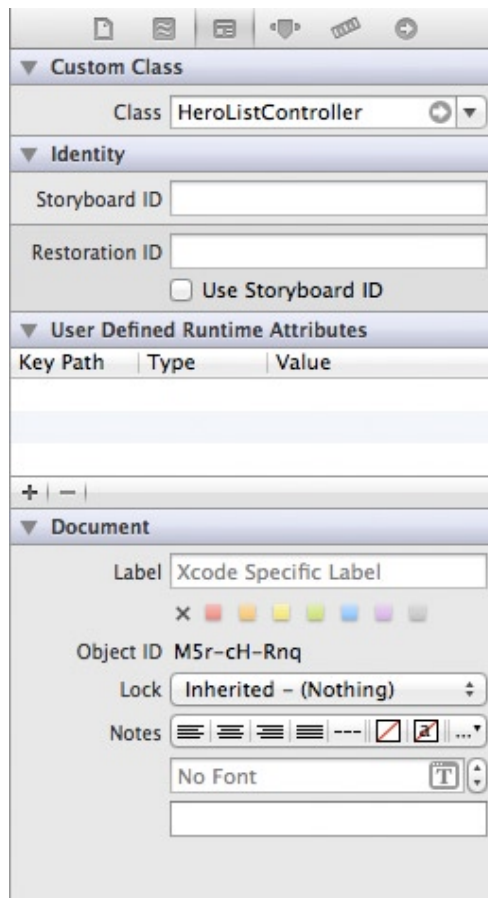 Custom Class
Class HeroListController
Identity
Storyboard ID
Restoration ID
Use Storyboard ID
User Defined Runtime Attributes
Key Path Type Value
+ −
Document
Label Xcode Specific Label
Object ID M5r-cH-Rnq
Lock Inherited - (Nothing)
Notes --- a ...
No Font T